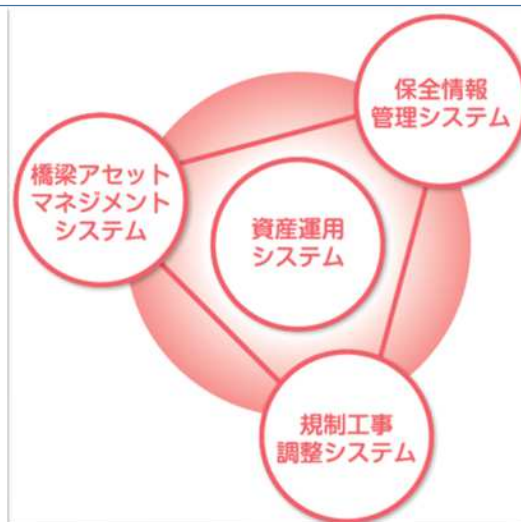 保全情報
管理システム
橋梁アセット
マネジメント
システム
資産運用
システム
規制工事
調整システム